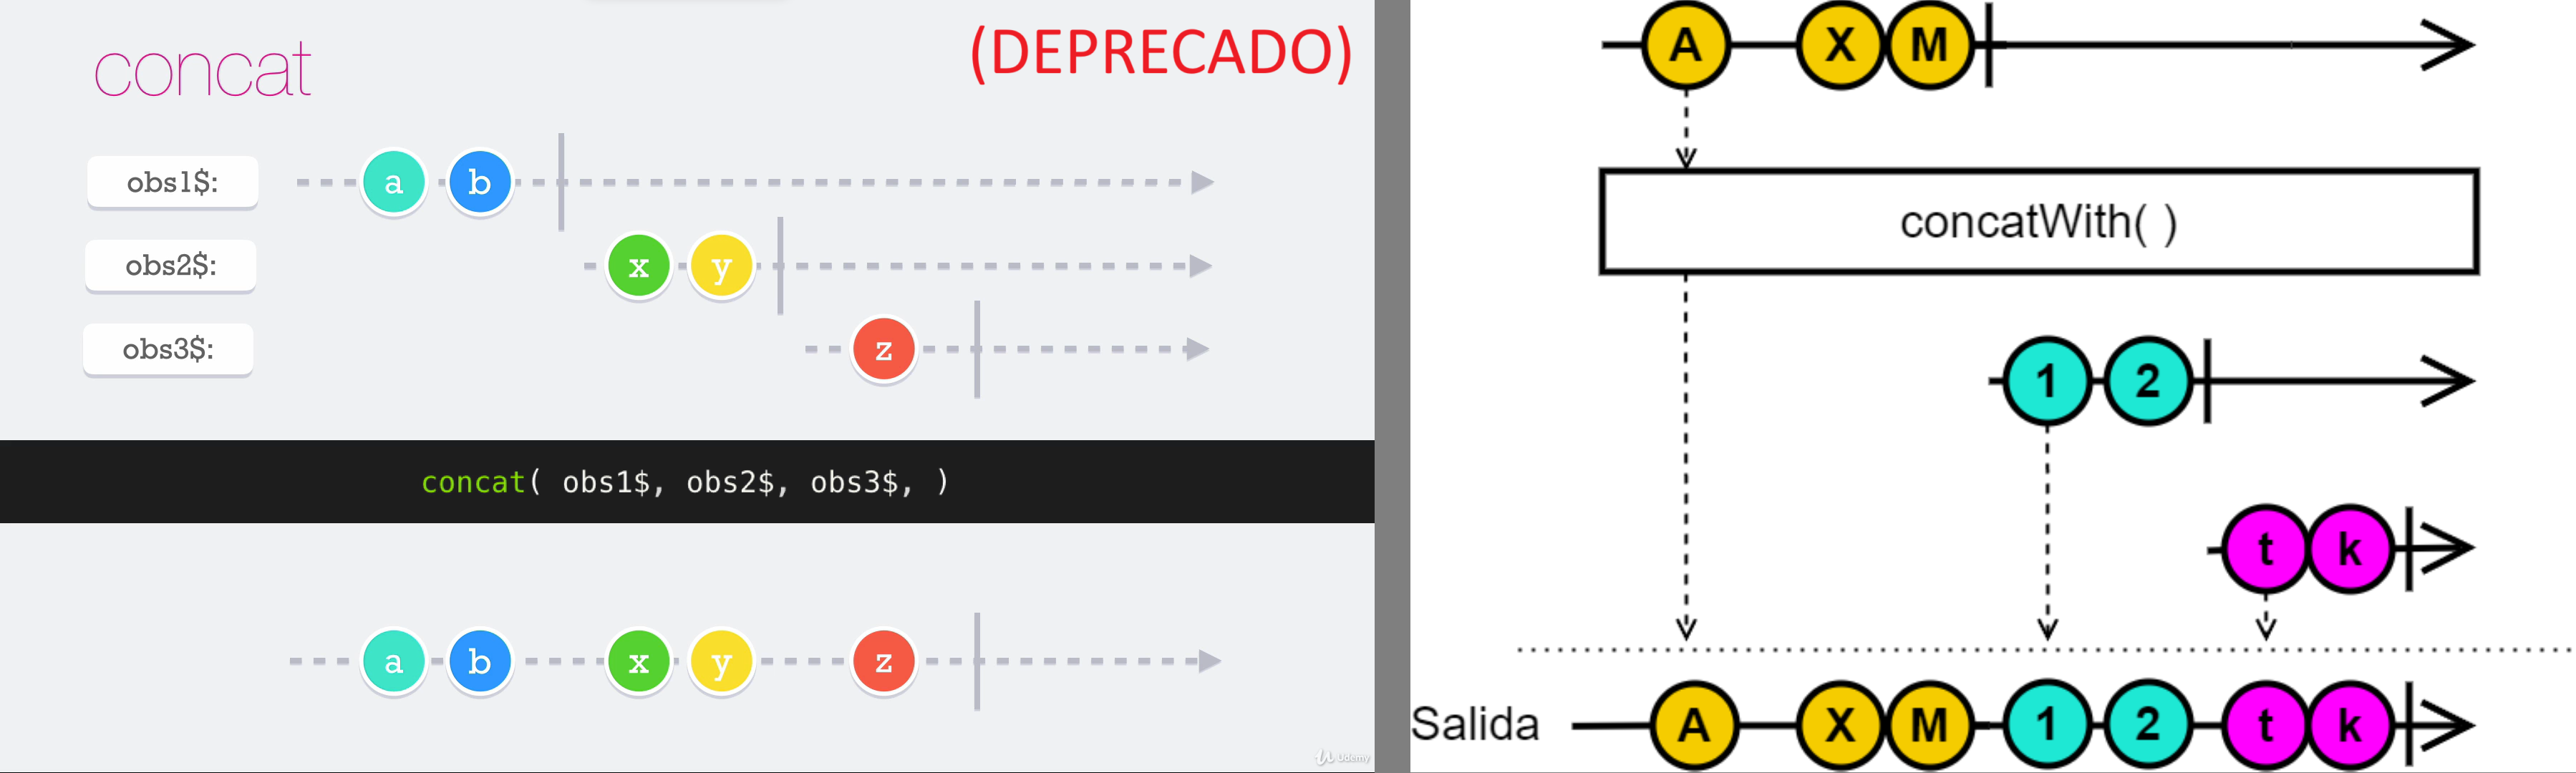 concat
(DEPRECADO)
obs1$:
a b
obs2$:
x y
obs3$:
z
concat( obs1$, obs2$, obs3$, )
a b x y z
Udemy
A X M
concatWith( )
1 2
t k
Salida A X M 1 2 t k